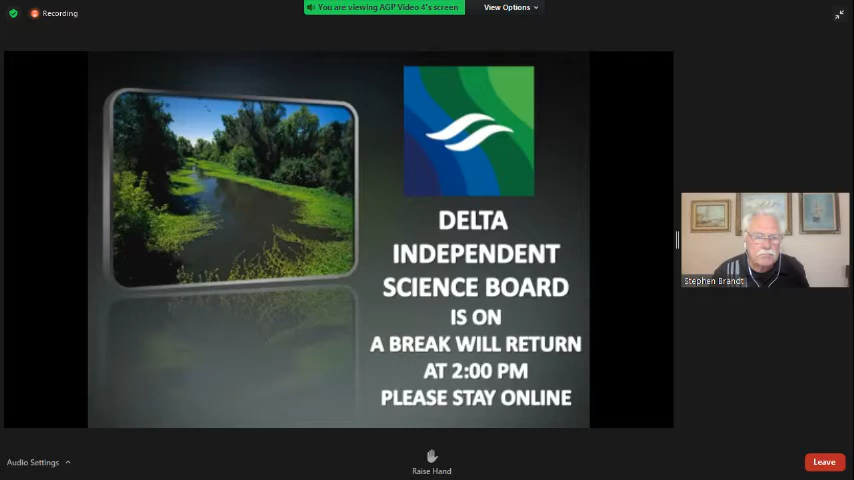 Recording
You are viewing AGP Video 4's screen
View Options
DELTA
INDEPENDENT
SCIENCE BOARD
IS ON
A BREAK WILL RETURN
AT 2:00 PM
PLEASE STAY ONLINE
Stephen Brandt
Audio Settings
Raise Hand
Leave